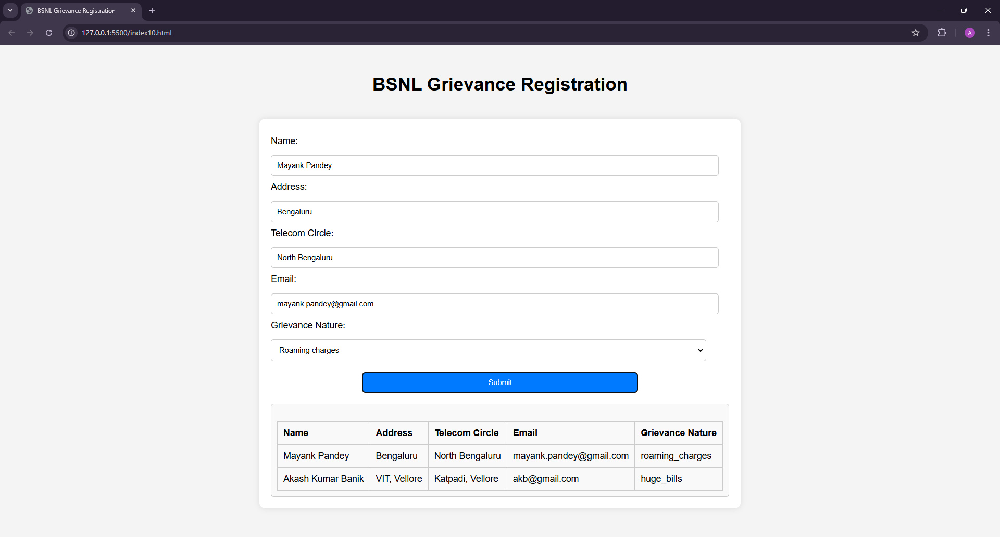 BSNL Grievance Registration
127.0.0.1:5500/index10.html
A
BSNL Grievance Registration
Name:
Mayank Pandey
Address:
Bengaluru
Telecom Circle:
North Bengaluru
Email:
mayank.pandey@gmail.com
Grievance Nature:
Roaming charges
Submit
Name Address Telecom Circle Email Grievance Nature
Mayank Pandey Bengaluru North Bengaluru mayank.pandey@gmail.com roaming_charges
Akash Kumar Banik VIT, Vellore Katpadi, Vellore akb@gmail.com huge_bills